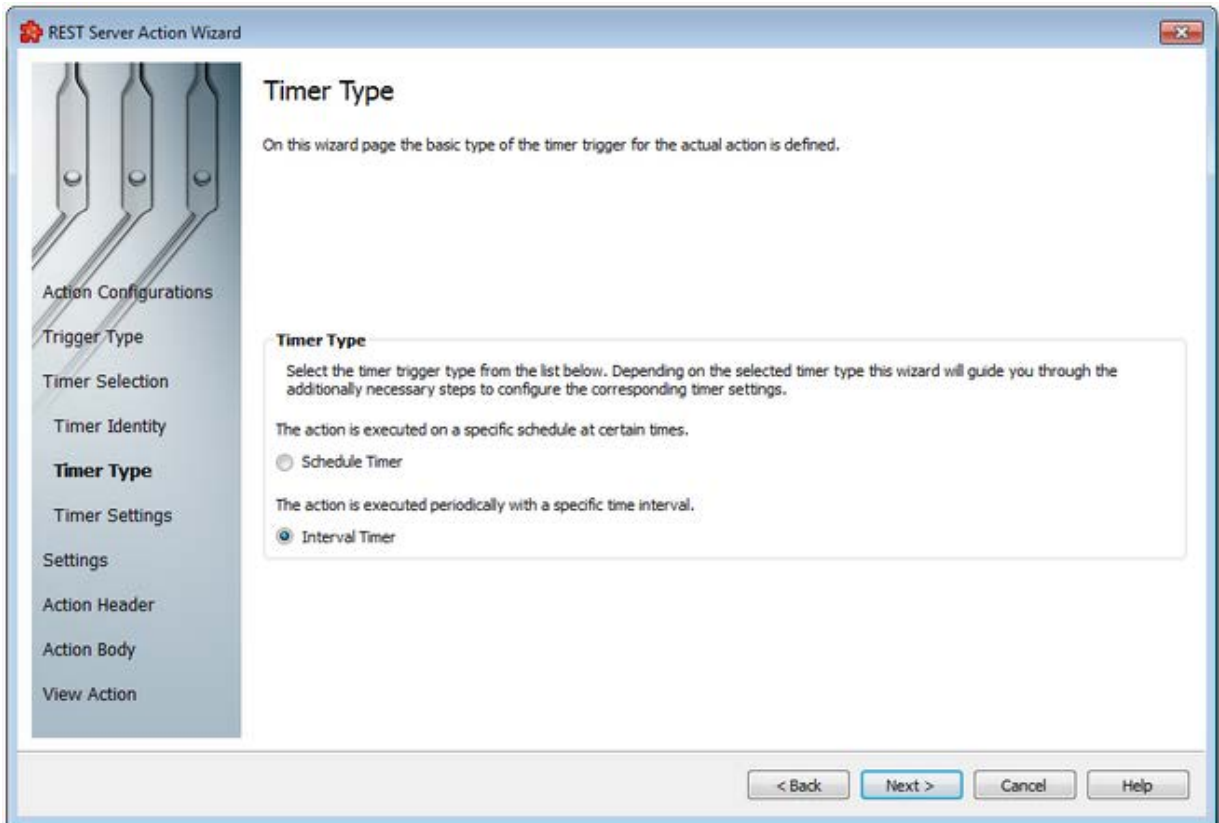 REST Server Action Wizard
Timer Type
On this wizard page the basic type of the timer trigger for the actual action is defined.
Action Configurations
Trigger Type
Timer Selection
Timer Identity
Timer Type
Timer Settings
Settings
Action Header
Action Body
View Action
Timer Type
Select the timer trigger type from the list below. Depending on the selected timer type this wizard will guide you through the
additionally necessary steps to configure the corresponding timer settings.
The action is executed on a specific schedule at certain times.
Schedule Timer
The action is executed periodically with a specific time interval.
Interval Timer
< Back
Next >
Cancel
Help